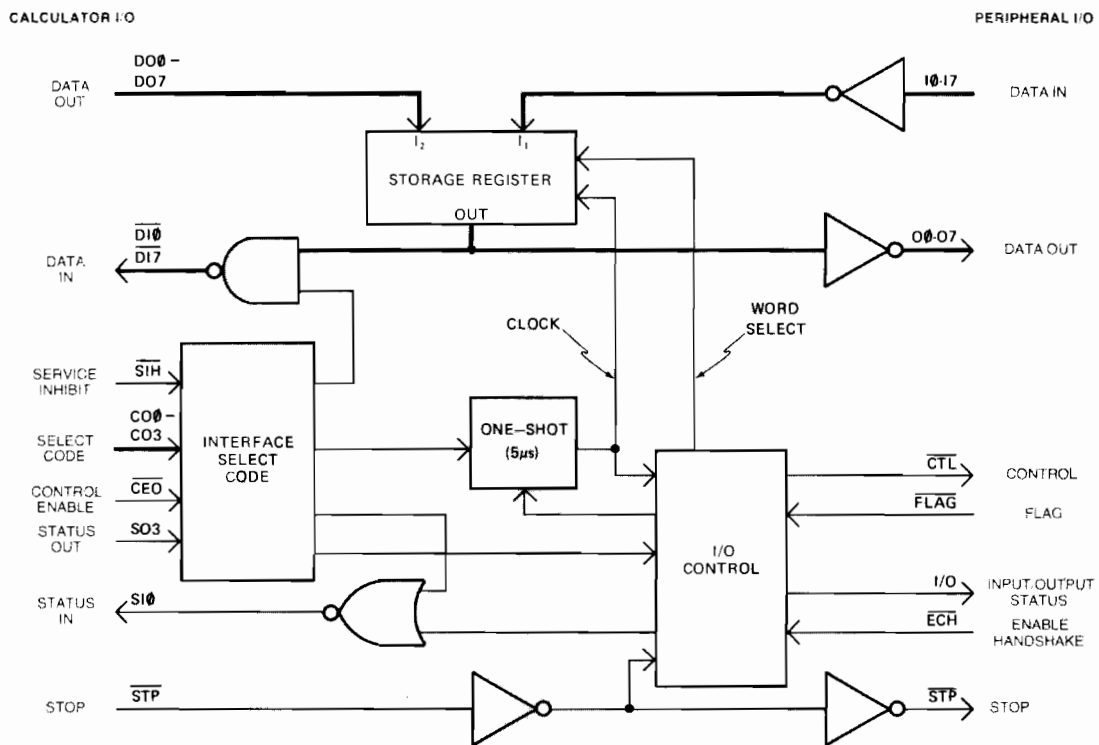 CALCULATOR I/O
PERIPHERAL I/O
DATA OUT
DO0-
DO7
I0-I7
DATA IN
I2
I1
STORAGE REGISTER
OUT
DATA IN
DI0
DI7
O0-O7
DATA OUT
CLOCK
WORD SELECT
SERVICE INHIBIT
SIH
SELECT CODE
CO0-
CO3
CONTROL ENABLE
CEO
STATUS OUT
SO3
INTERFACE
SELECT
CODE
ONE-SHOT
(5μs)
I/O
CONTROL
CTL
CONTROL
FLAG
FLAG
I/O
INPUT/OUTPUT
STATUS
ECH
ENABLE
HANDSHAKE
STATUS IN
SI0
STOP
STP
STP
STOP